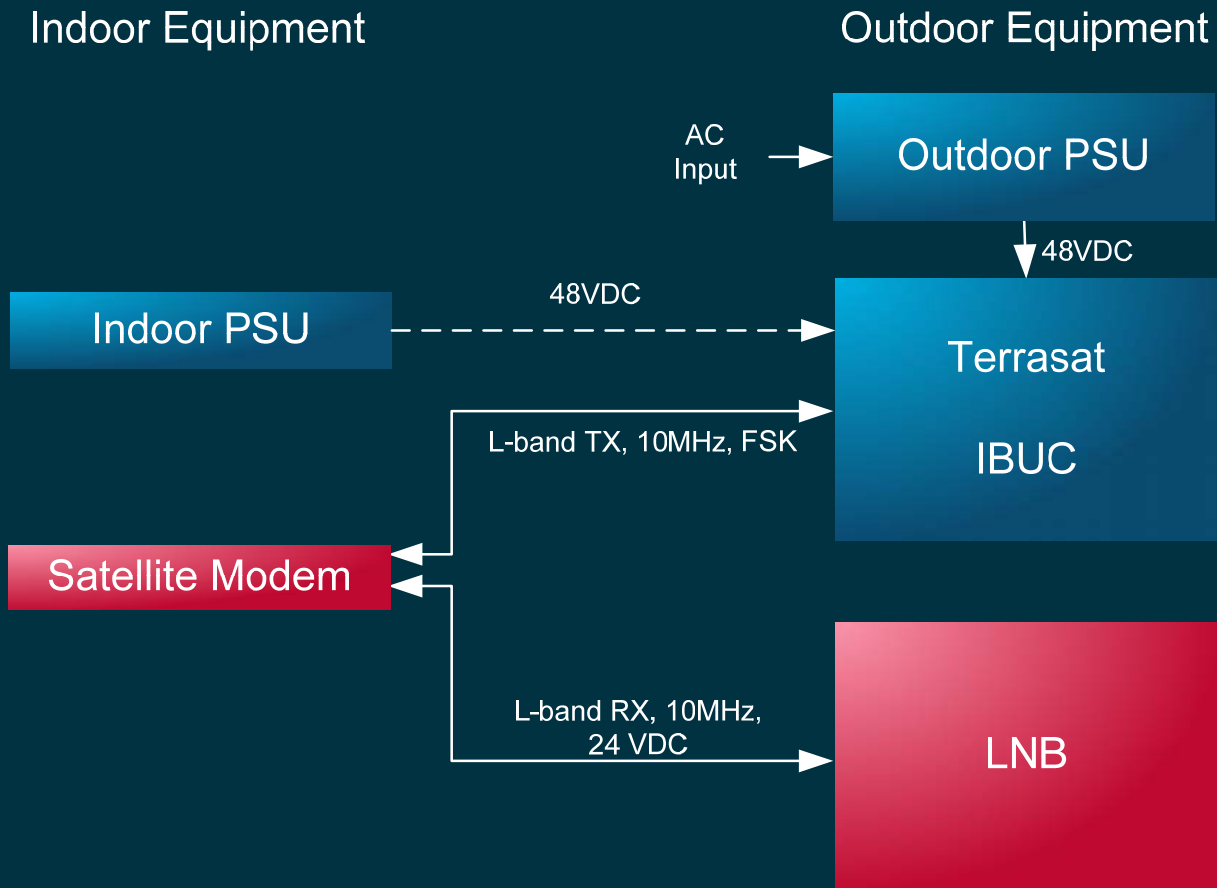 Indoor Equipment
Outdoor Equipment
AC
Input
Outdoor PSU
48VDC
Indoor PSU
48VDC
Terrasat
IBUC
L-band TX, 10MHz, FSK
Satellite Modem
L-band RX, 10MHz,
24 VDC
LNB